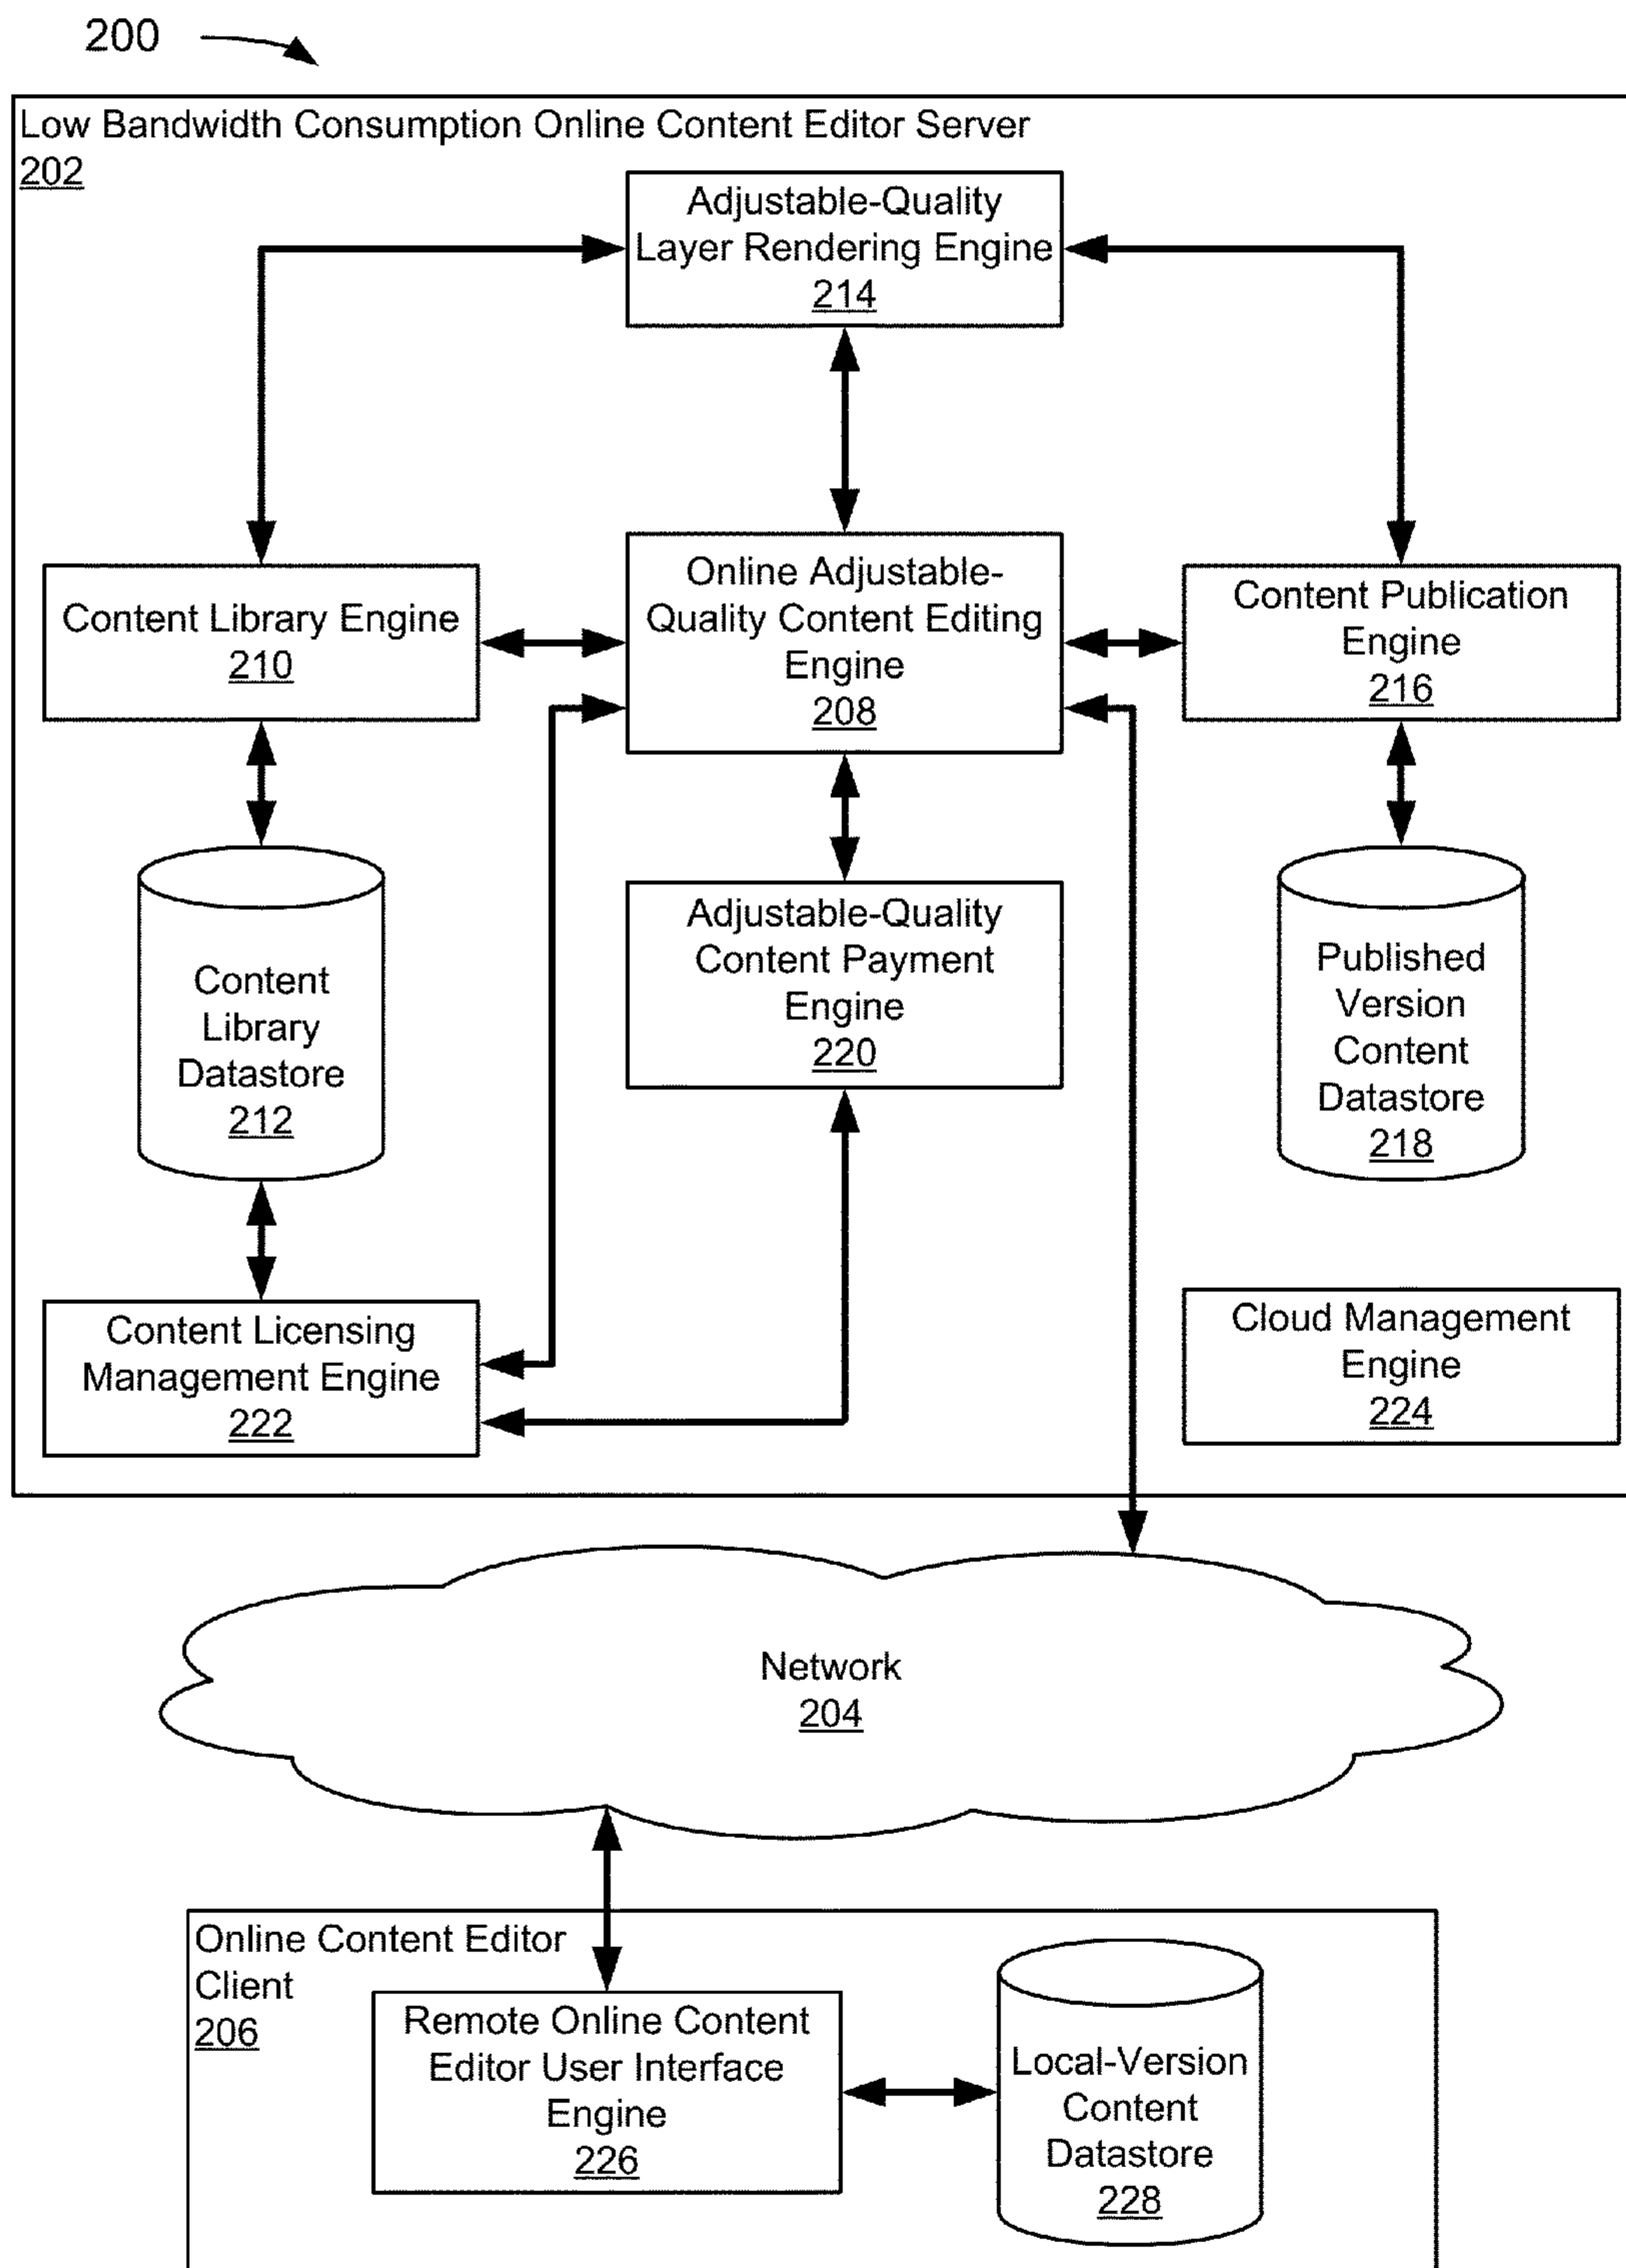 200
Low Bandwidth Consumption Online Content Editor Server
202
Adjustable-Quality
Layer Rendering Engine
214
Content Library Engine
210
Online Adjustable-
Quality Content Editing
Engine
208
Content Publication
Engine
216
Content
Library
Datastore
212
Adjustable-Quality
Content Payment
Engine
220
Published
Version
Content
Datastore
218
Content Licensing
Management Engine
222
Cloud Management
Engine
224
Network
204
Online Content Editor
Client
206
Remote Online Content
Editor User Interface
Engine
226
Local-Version
Content
Datastore
228